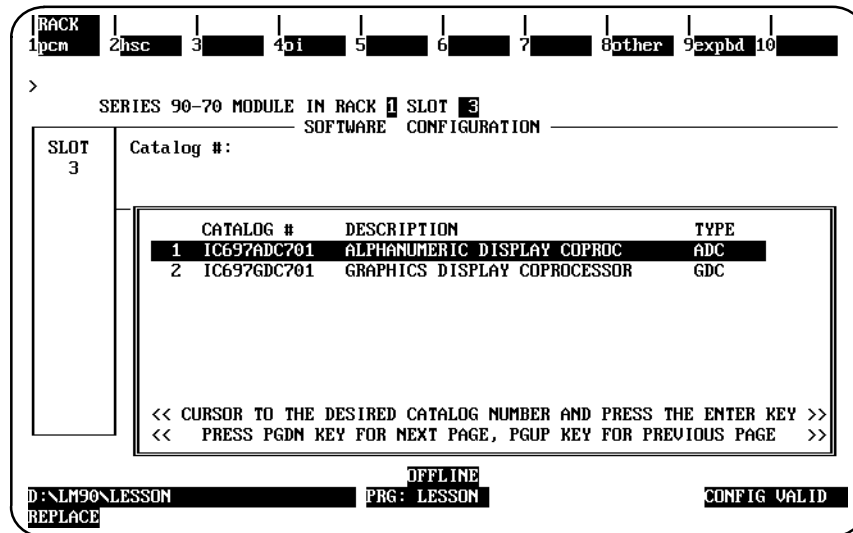 RACK
1pcm 2hsc 3 4oi 5 6 7 8other 9expbd 10
>
SERIES 90-70 MODULE IN RACK 1 SLOT 3
SOFTWARE CONFIGURATION
SLOT Catalog #:
3
CATALOG # DESCRIPTION TYPE
1 IC697ADC701 ALPHANUMERIC DISPLAY COPROC ADC
2 IC697GDC701 GRAPHICS DISPLAY COPROCESSOR GDC
<< CURSOR TO THE DESIRED CATALOG NUMBER AND PRESS THE ENTER KEY >>
<< PRESS PGDN KEY FOR NEXT PAGE, PGUP KEY FOR PREVIOUS PAGE >>
OFFLINE
D:\LM90\LESSON PRG: LESSON CONFIG VALID
REPLACE